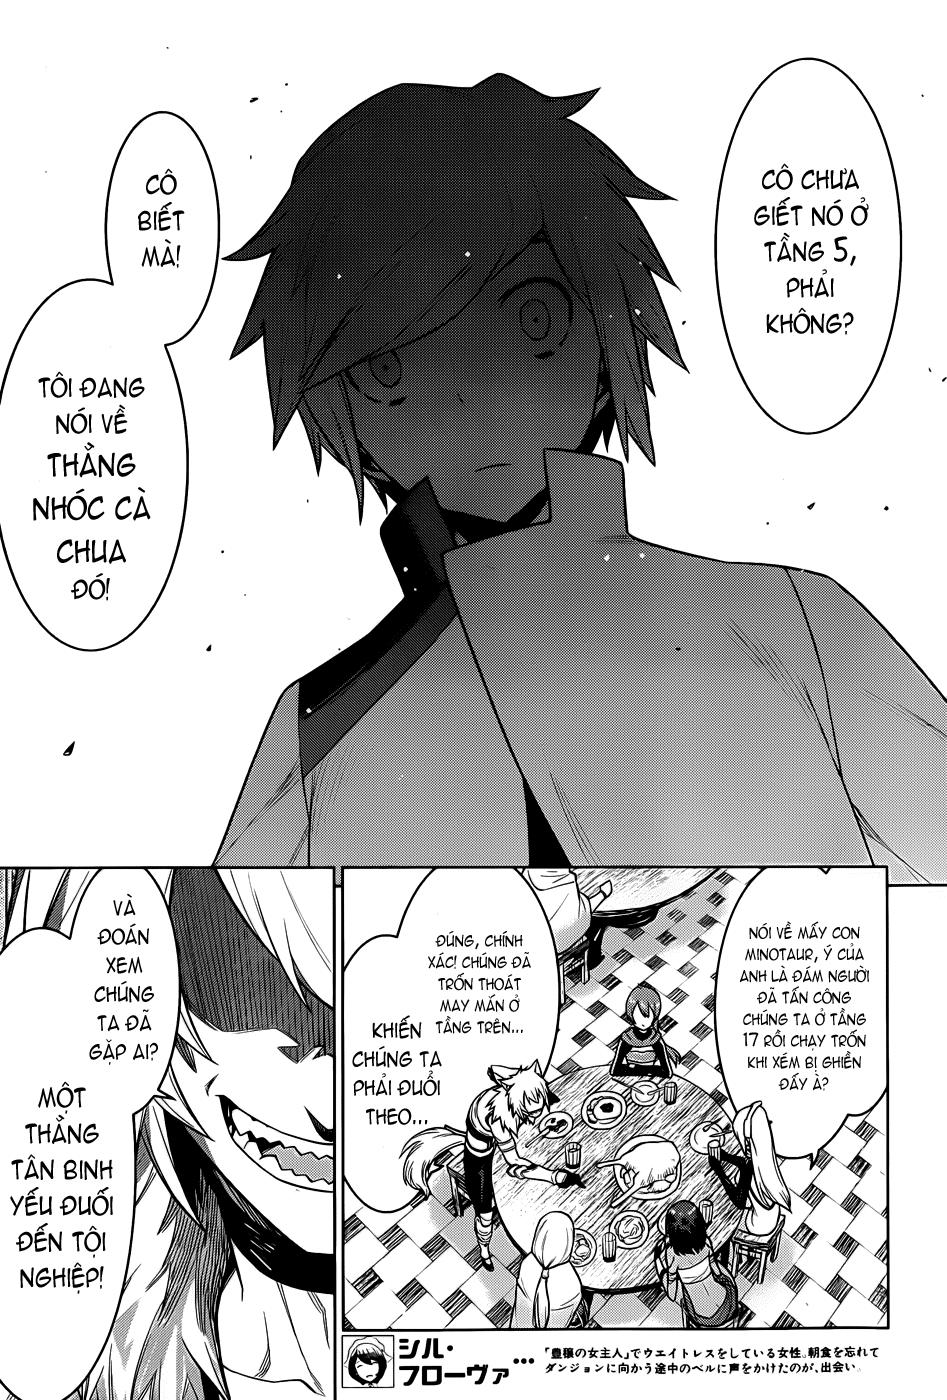 CÔ CHƯA
GIẾT NÓ Ở
TẦNG 5,
PHẢI
KHÔNG?
CÔ
BIẾT
MÀ!
TÔI ĐANG
NÓI VỀ
THẰNG
NHÓC CÀ
CHUA
ĐÓ!
NÓI VỀ MẤY CON
MINOTAUR, Ý CỦA
ANH LÀ ĐÁM NGƯỜI
ĐÃ TẤN CÔNG
CHÚNG TA Ở TẦNG
17 RỒI CHẠY TRỐN
KHI XÉM BỊ GHIỀN
ĐẤY À?
ĐÚNG, CHÍNH
XÁC! CHÚNG ĐÃ
TRỐN THOÁT
MAY MẮN Ở
TẦNG TRÊN...
KHIẾN
CHÚNG TA
PHẢI ĐUỔI
THEO...
VÀ
ĐOÁN
XEM
CHÚNG
TA ĐÃ
GẶP AI?
MỘT
THẰNG
TÂN BINH
YẾU ĐUỐI
ĐẾN TỘI
NGHIỆP!
シル・
フローヴァ…
「豊穣の女主人」でウエイトレスをしている女性。朝食を忘れて
ダンジョンに向かう途中のベルに声をかけたのが、出会い。